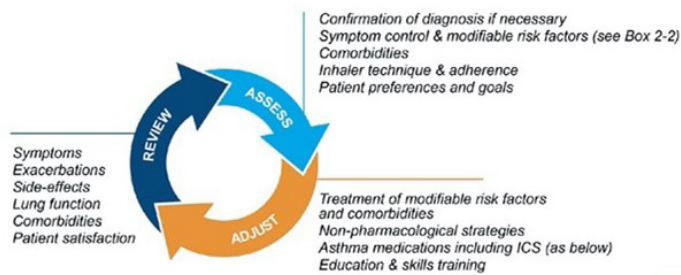 Confirmation of diagnosis if necessary
Symptom control & modifiable risk factors (see Box 2-2)
Comorbidities
Inhaler technique & adherence
Patient preferences and goals
ASSESS
REVIEW
ADJUST
Symptoms
Exacerbations
Side-effects
Lung function
Comorbidities
Patient satisfaction
Treatment of modifiable risk factors
and comorbidities
Non-pharmacological strategies
Asthma medications including ICS (as below)
Education & skills training